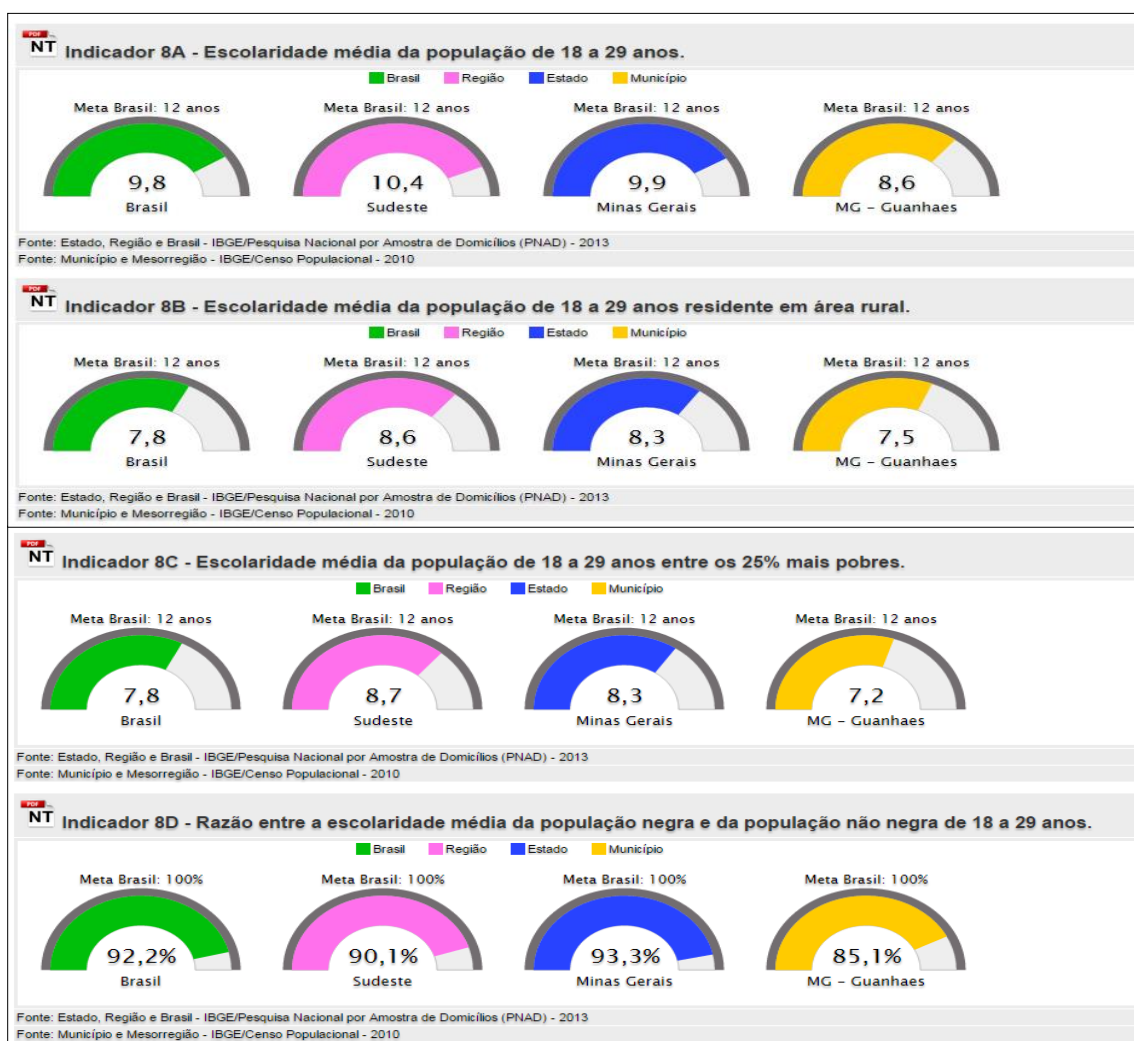 PDF
NT Indicador 8A - Escolaridade média da população de 18 a 29 anos.
Brasil Região Estado Município
Meta Brasil: 12 anos Meta Brasil: 12 anos Meta Brasil: 12 anos Meta Brasil: 12 anos
9,8 10,4 9,9 8,6
Brasil Sudeste Minas Gerais MG – Guanhaes
Fonte: Estado, Região e Brasil - IBGE/Pesquisa Nacional por Amostra de Domicílios (PNAD) - 2013
Fonte: Município e Mesorregião - IBGE/Censo Populacional - 2010
PDF
NT Indicador 8B - Escolaridade média da população de 18 a 29 anos residente em área rural.
Brasil Região Estado Município
Meta Brasil: 12 anos Meta Brasil: 12 anos Meta Brasil: 12 anos Meta Brasil: 12 anos
7,8 8,6 8,3 7,5
Brasil Sudeste Minas Gerais MG – Guanhaes
Fonte: Estado, Região e Brasil - IBGE/Pesquisa Nacional por Amostra de Domicílios (PNAD) - 2013
Fonte: Município e Mesorregião - IBGE/Censo Populacional - 2010
PDF
NT Indicador 8C - Escolaridade média da população de 18 a 29 anos entre os 25% mais pobres.
Brasil Região Estado Município
Meta Brasil: 12 anos Meta Brasil: 12 anos Meta Brasil: 12 anos Meta Brasil: 12 anos
7,8 8,7 8,3 7,2
Brasil Sudeste Minas Gerais MG – Guanhaes
Fonte: Estado, Região e Brasil - IBGE/Pesquisa Nacional por Amostra de Domicílios (PNAD) - 2013
Fonte: Município e Mesorregião - IBGE/Censo Populacional - 2010
PDF
NT Indicador 8D - Razão entre a escolaridade média da população negra e da população não negra de 18 a 29 anos.
Brasil Região Estado Município
Meta Brasil: 100% Meta Brasil: 100% Meta Brasil: 100% Meta Brasil: 100%
92,2% 90,1% 93,3% 85,1%
Brasil Sudeste Minas Gerais MG – Guanhaes
Fonte: Estado, Região e Brasil - IBGE/Pesquisa Nacional por Amostra de Domicílios (PNAD) - 2013
Fonte: Município e Mesorregião - IBGE/Censo Populacional - 2010